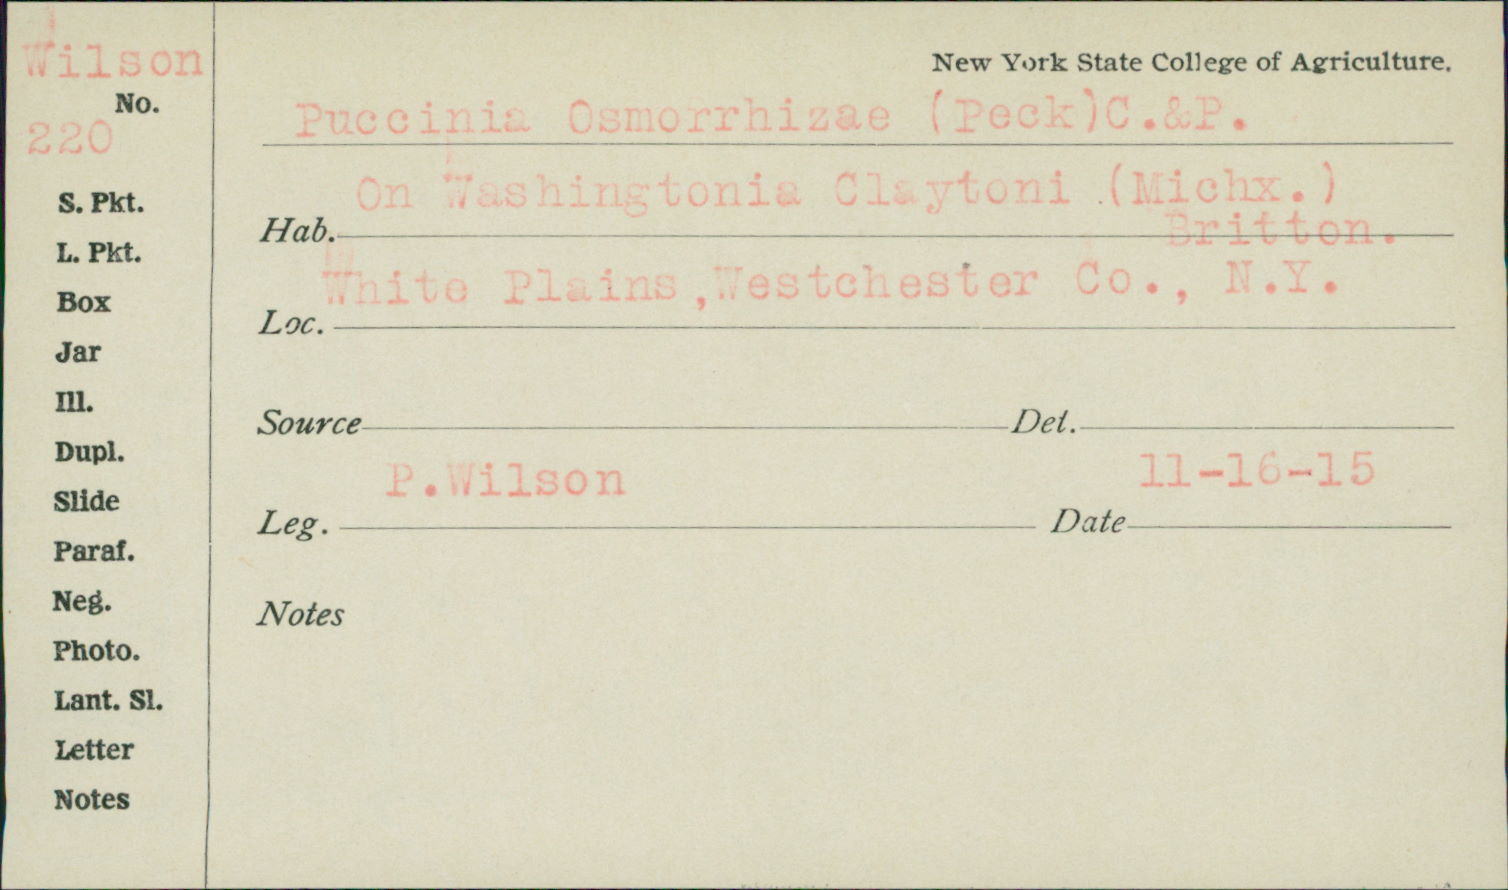 Wilson
No.
220
S. Pkt.
L. Pkt.
Box
Jar
Ill.
Dupl.
Slide
Paraf.
Neg.
Photo.
Lant. Sl.
Letter
Notes
New York State College of Agriculture.
Puccinia Osmorrhizae (Peck)C.&P.
On Washingtonia Claytoni (Michx.)
Hab. Britton.
White Plains,Westchester Co., N.Y.
Loc.
Source Det.
P.Wilson 11-16-15
Leg. Date
Notes